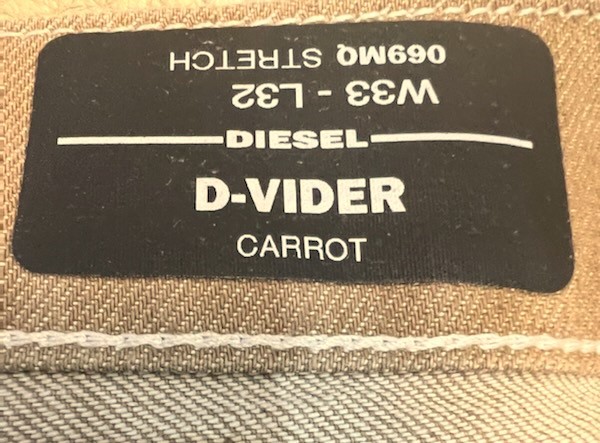 069MQ STRETCH
W33 - L32
DIESEL
D-VIDER
CARROT